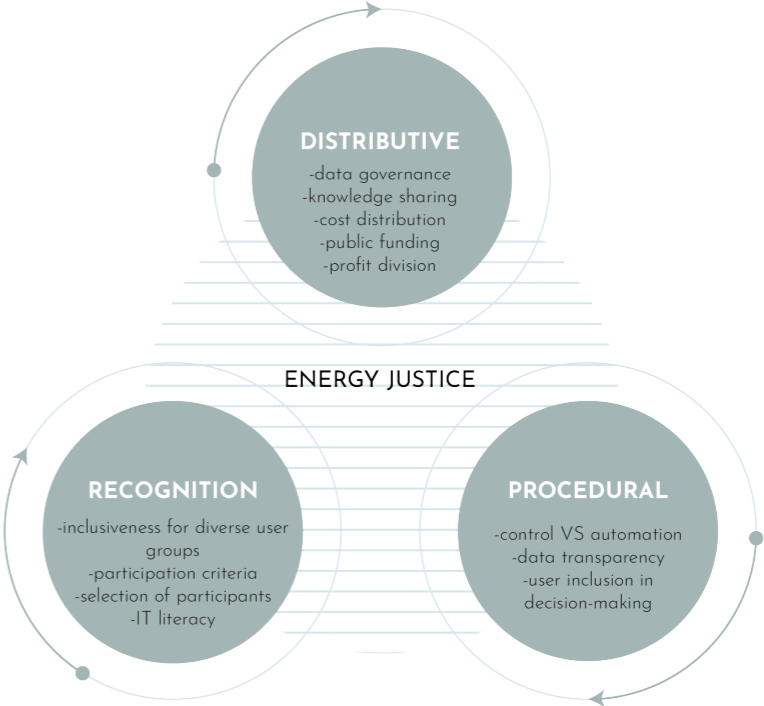 DISTRIBUTIVE
-data governance
-knowledge sharing
-cost distribution
-public funding
-profit division
ENERGY JUSTICE
RECOGNITION
-inclusiveness for diverse user
groups
-participation criteria
-selection of participants
-IT literacy
PROCEDURAL
-control VS automation
-data transparency
-user inclusion in
decision-making